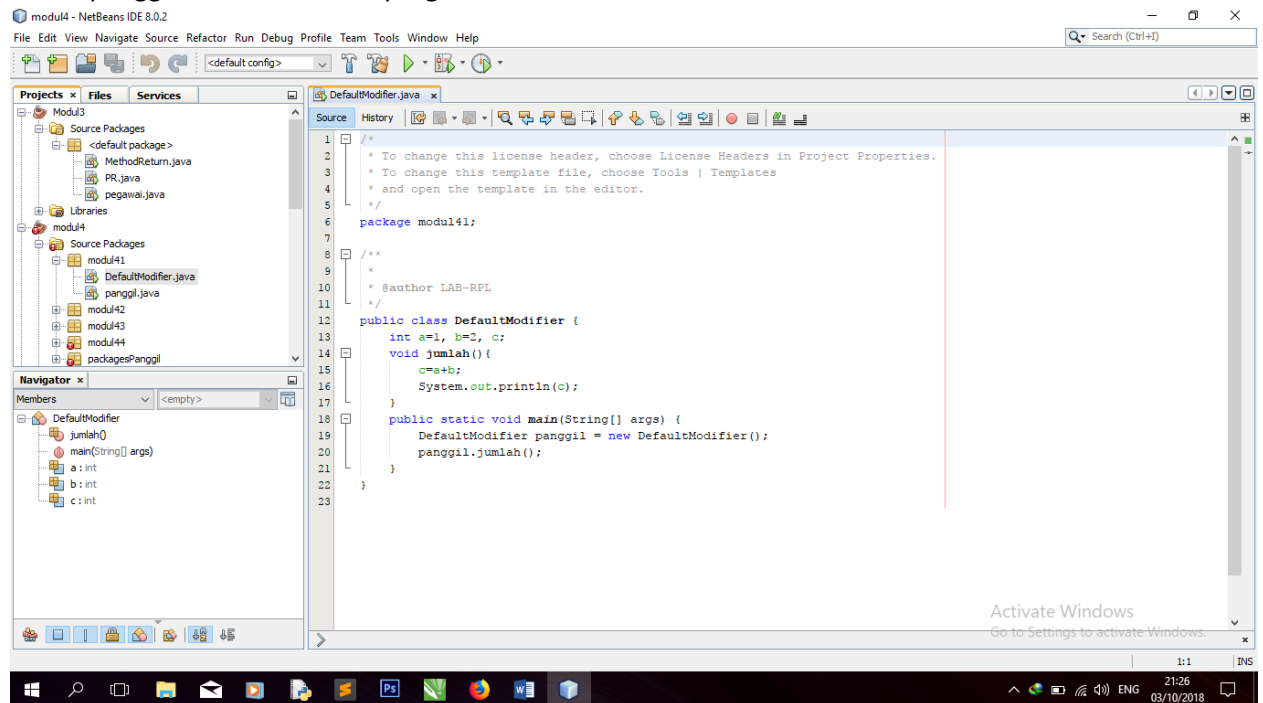 modul4 - NetBeans IDE 8.0.2
File Edit View Navigate Source Refactor Run Debug Profile Team Tools Window Help
Search (Ctrl+I)
<default config>
Projects Files Services
Modul3
Source Packages
<default package>
MethodReturn.java
PR.java
pegawai.java
Libraries
modul4
Source Packages
modul41
DefaultModifier.java
panggil.java
modul42
modul43
modul44
packagesPanggil
Navigator
Members <empty>
DefaultModifier
jumlah()
main(String[] args)
a : int
b : int
c : int
DefaultModifier.java
Source History
1 /*
2 * To change this license header, choose License Headers in Project Properties.
3 * To change this template file, choose Tools | Templates
4 * and open the template in the editor.
5 */
6 package modul41;
7
8 /**
9 *
10 * @author LAB-RPL
11 */
12 public class DefaultModifier {
13 int a=1, b=2, c;
14 void jumlah(){
15 c=a+b;
16 System.out.println(c);
17 }
18 public static void main(String[] args) {
19 DefaultModifier panggil = new DefaultModifier();
20 panggil.jumlah();
21 }
22 }
23
Activate Windows
Go to Settings to activate Windows.
1:1 INS
Ps
ENG
21:26
03/10/2018